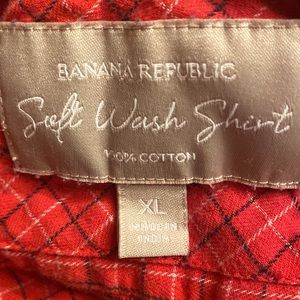 BANANA REPUBLIC
Soft Wash Shirt
100% COTTON
XL
MADE IN
INDIA